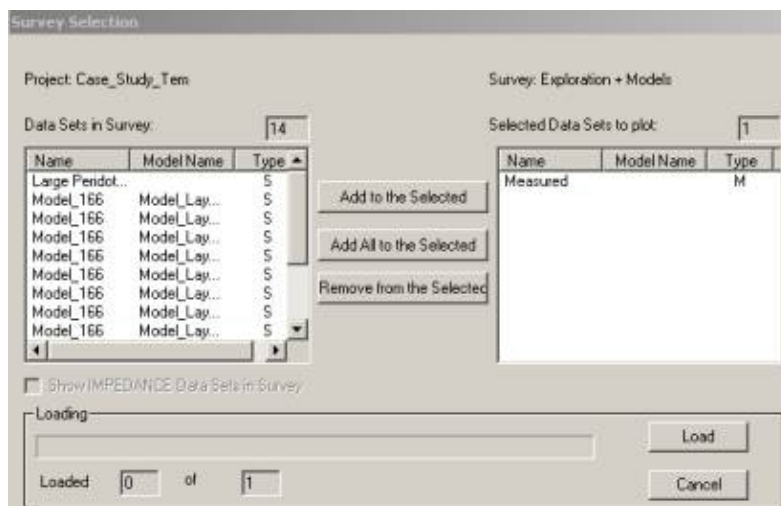 Survey Selection
Project: Case_Study_Tem
Survey: Exploration + Models
Data Sets in Survey:
14
Selected Data Sets to plot:
1
Name Model Name Type
Large Peridot... S
Model_166 Model_Lay... S
Model_166 Model_Lay... S
Model_166 Model_Lay... S
Model_166 Model_Lay... S
Model_166 Model_Lay... S
Model_166 Model_Lay... S
Model_166 Model_Lay... S
Model_166 Model_Lay... S
Add to the Selected
Add All to the Selected
Remove from the Selected
Name Model Name Type
Measured M
Show IMPEDANCE Data Sets in Survey
Loading
Load
Loaded 0 of 1
Cancel